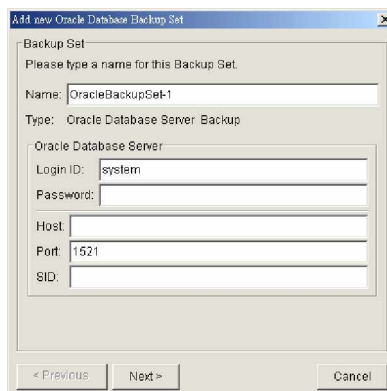 Add new Oracle Database Backup Set
Backup Set
Please type a name for this Backup Set.
Name: OracleBackupSet-1
Type: Oracle Database Server Backup
Oracle Database Server
Login ID: system
Password:
Host:
Port: 1521
SID:
< Previous Next > Cancel